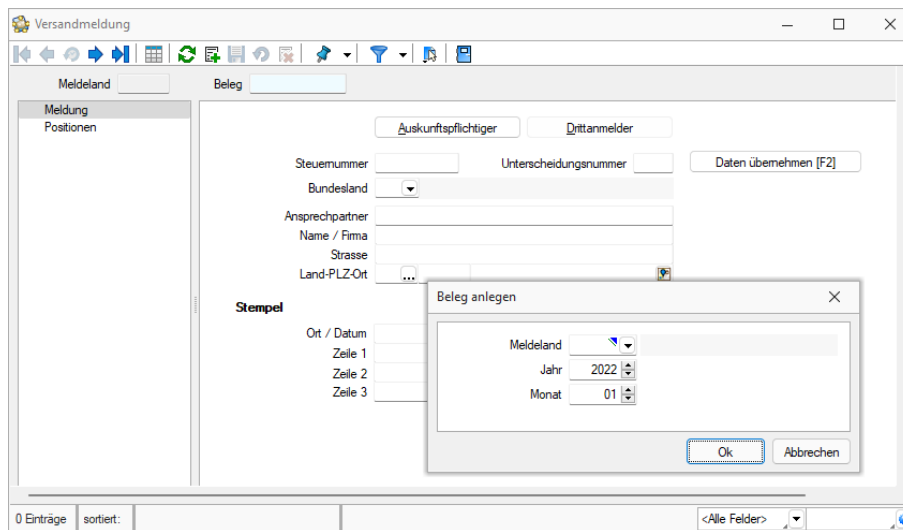 Versandmeldung
Meldeland Beleg
Meldung
Positionen
Auskunftspflichtiger Drittanmelder
Steuernummer Unterscheidungsnummer Daten übernehmen [F2]
Bundesland
Ansprechpartner
Name / Firma
Strasse
Land-PLZ-Ort ...
Beleg anlegen
Stempel
Ort / Datum
Zeile 1
Zeile 2
Zeile 3
Meldeland
Jahr 2022
Monat 01
Ok Abbrechen
0 Einträge sortiert: <Alle Felder>